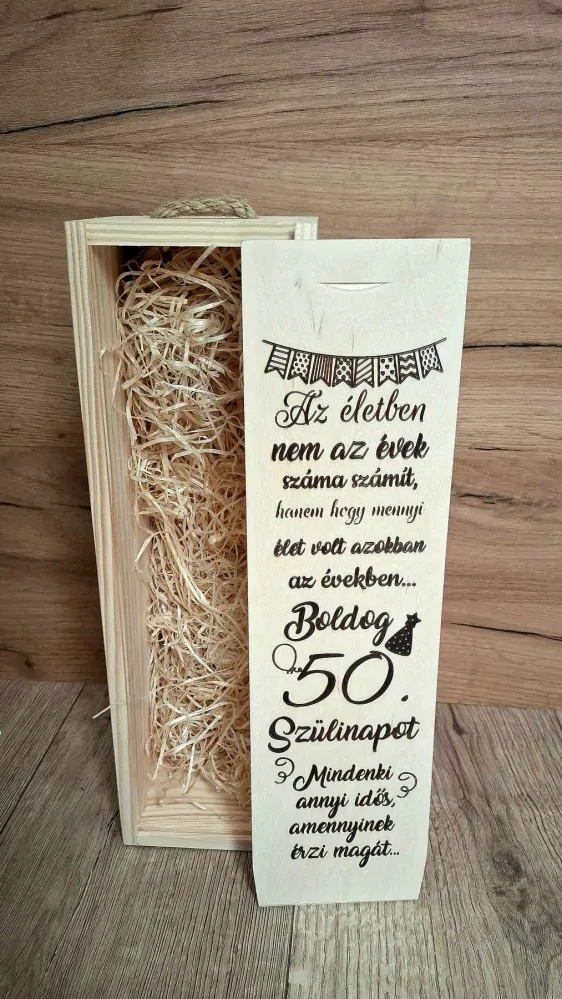 Az életben
nem az évek
száma számít,
hanem hogy mennyi
élet volt azokban
az években...
Boldog
50.
Szülinapot
Mindenki
annyi idős,
amennyinek
érzi magát...